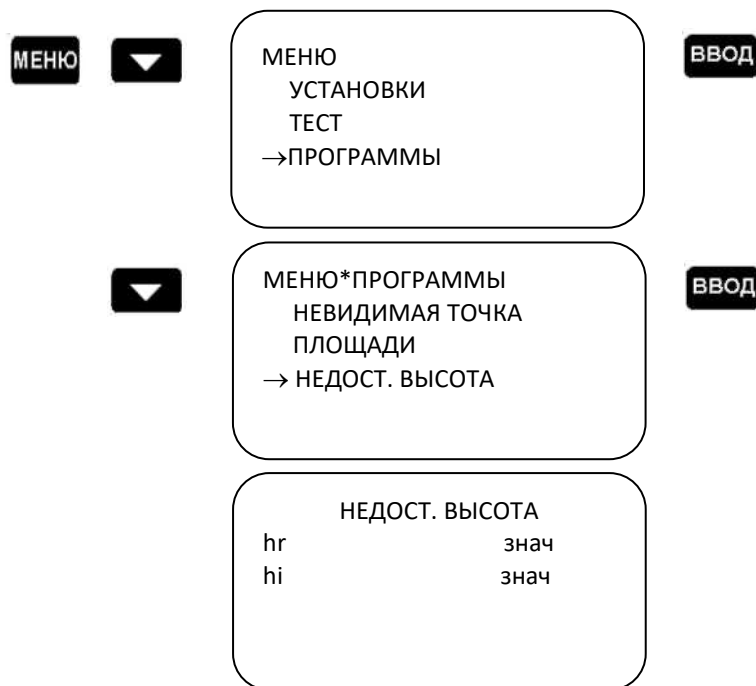 МЕНЮ
МЕНЮ
УСТАНОВКИ
ТЕСТ
→ПРОГРАММЫ
ВВОД
МЕНЮ*ПРОГРАММЫ
НЕВИДИМАЯ ТОЧКА
ПЛОЩАДИ
→ НЕДОСТ. ВЫСОТА
ВВОД
НЕДОСТ. ВЫСОТА
hr знач
hi знач